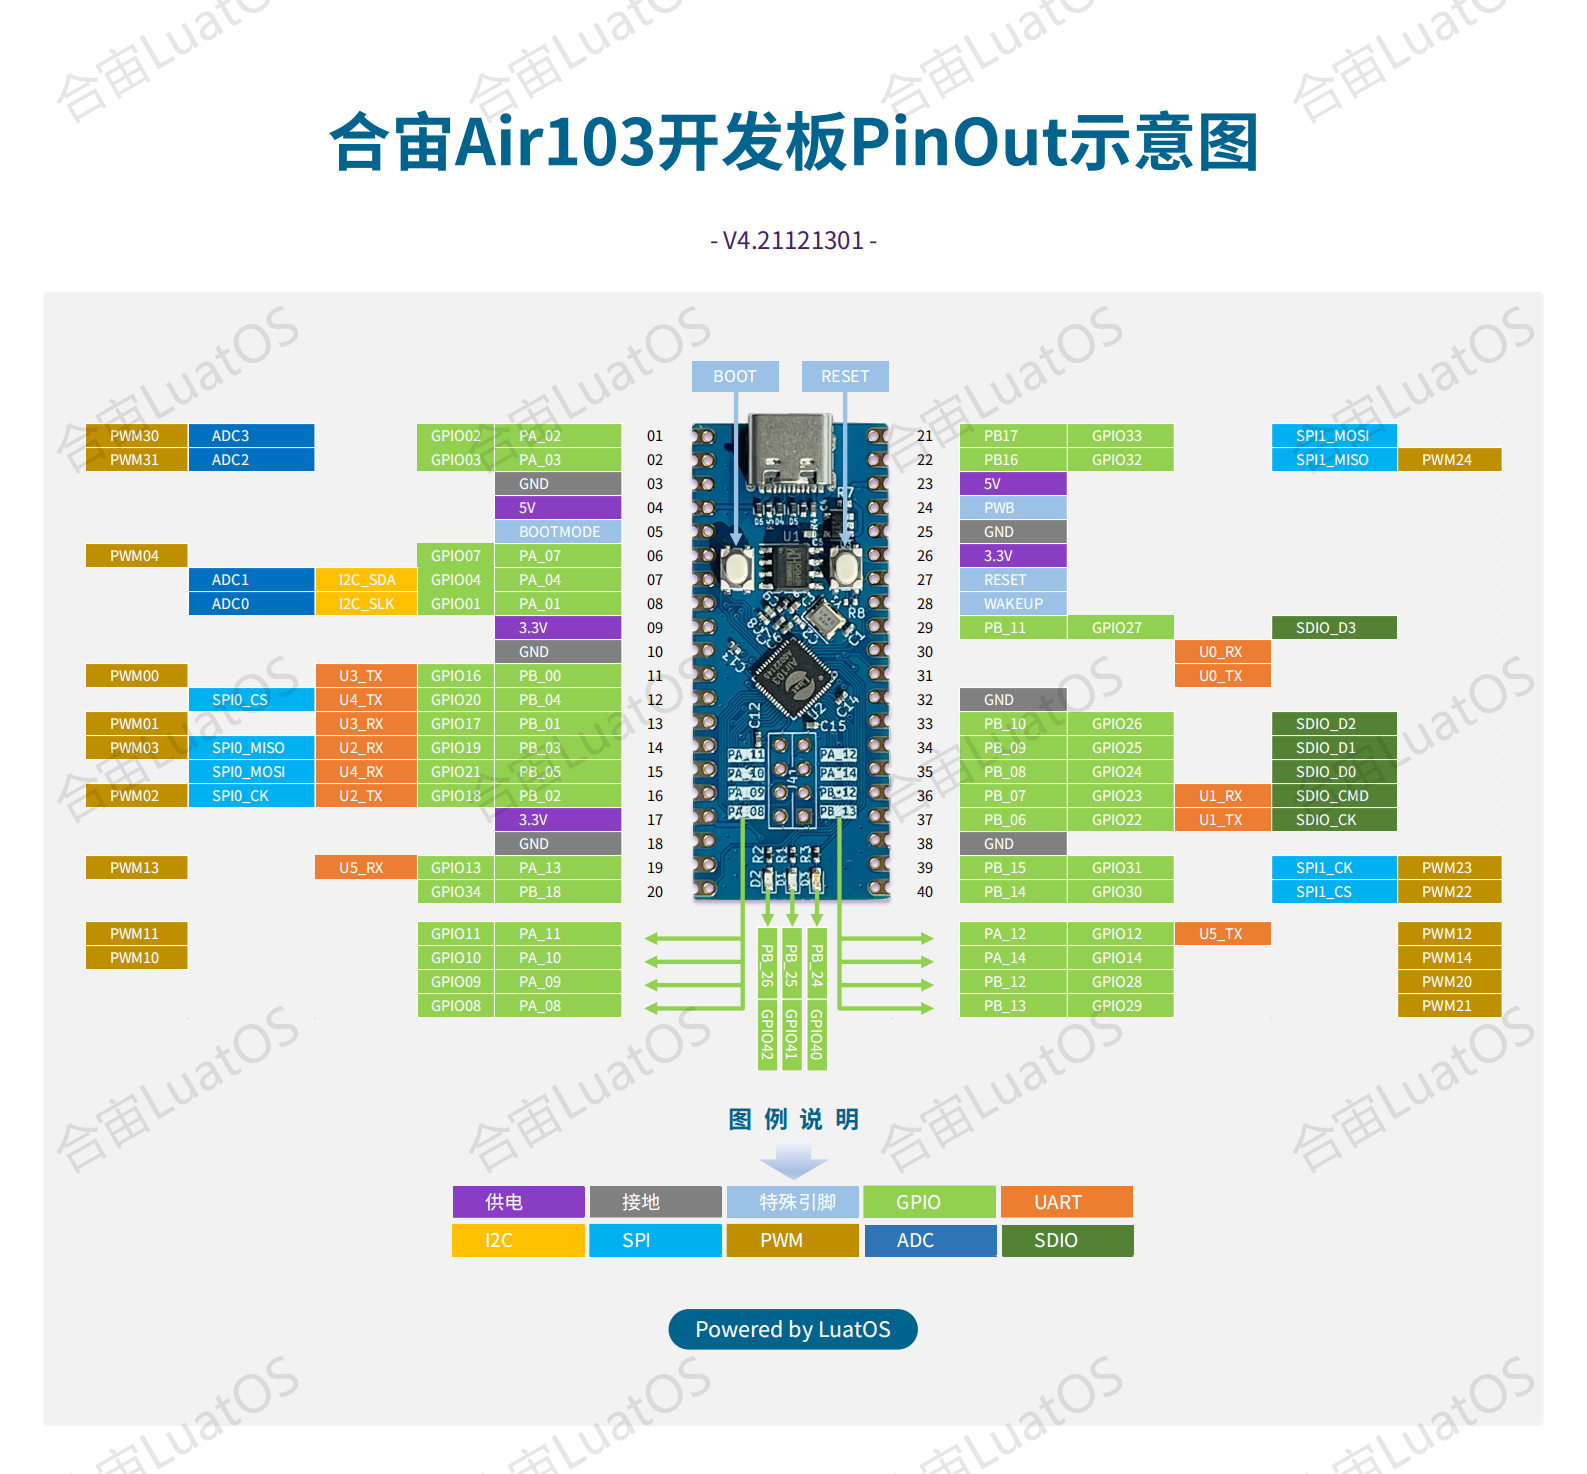 合宙Air103开发板PinOut示意图
- V4.21121301 -
BOOT RESET
PWM30 ADC3 GPIO02 PA_02 01 21 PB17 GPIO33 SPI1_MOSI
PWM31 ADC2 GPIO03 PA_03 02 22 PB16 GPIO32 SPI1_MISO PWM24
GND 03 23 5V
5V 04 24 PWB
BOOTMODE 05 25 GND
PWM04 GPIO07 PA_07 06 26 3.3V
ADC1 I2C_SDA GPIO04 PA_04 07 27 RESET
ADC0 I2C_SLK GPIO01 PA_01 08 28 WAKEUP
3.3V 09 29 PB_11 GPIO27 SDIO_D3
GND 10 30 U0_RX
PWM00 U3_TX GPIO16 PB_00 11 31 U0_TX
SPI0_CS U4_TX GPIO20 PB_04 12 32 GND
PWM01 U3_RX GPIO17 PB_01 13 33 PB_10 GPIO26 SDIO_D2
PWM03 SPI0_MISO U2_RX GPIO19 PB_03 14 34 PB_09 GPIO25 SDIO_D1
SPI0_MOSI U4_RX GPIO21 PB_05 15 35 PB_08 GPIO24 SDIO_D0
PWM02 SPI0_CK U2_TX GPIO18 PB_02 16 36 PB_07 GPIO23 U1_RX SDIO_CMD
3.3V 17 37 PB_06 GPIO22 U1_TX SDIO_CK
GND 18 38 GND
PWM13 U5_RX GPIO13 PA_13 19 39 PB_15 GPIO31 SPI1_CK PWM23
GPIO34 PB_18 20 40 PB_14 GPIO30 SPI1_CS PWM22
R7
U1
R8
C1
C12
U2
C14
C15
Air103
PA_11 PA_12
PA_10 PA_14
PA_09 PB_12
PA_08 PB_13
J41
R2 R1 R3
D2 D1 D3
PWM11 GPIO11 PA_11 PA_12 GPIO12 U5_TX PWM12
PWM10 GPIO10 PA_10 PA_14 GPIO14 PWM14
GPIO09 PA_09 PB_12 GPIO28 PWM20
GPIO08 PA_08 PB_13 GPIO29 PWM21
PB_26 GPIO42
PB_25 GPIO41
PB_24 GPIO40
图例说明
供电 接地 特殊引脚 GPIO UART
I2C SPI PWM ADC SDIO
Powered by LuatOS
合宙LuatOS